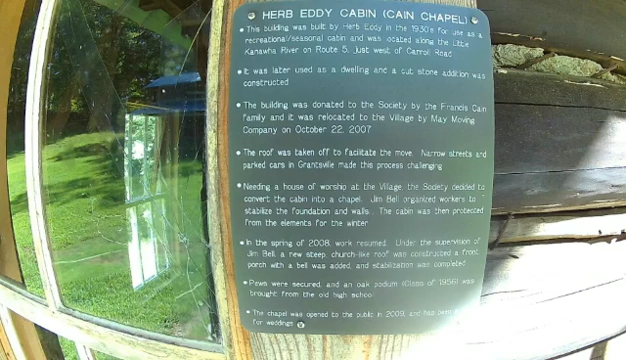 HERB EDDY CABIN (CAIN CHAPEL)
• This building was built by Herb Eddy in the 1930's for use as a
recreational/seasonal cabin and was located along the Little
Kanawha River on Route 5, Just west of Carroll Road
• It was later used as a dwelling and a cut stone addition was
constructed
• The building was donated to the Society by the Francis Cain
family and it was relocated to the Village by May Moving
Company on October 22, 2007
• The roof was taken off to facilitate the move. Narrow streets and
parked cars in Grantsville made this process challenging
• Needing a house of worship at the Village, the Society decided to
convert the cabin into a chapel. Jim Bell organized workers to
stabilize the foundation and walls. The cabin was then protected
from the elements for the winter
• In the spring of 2008, work resumed. Under the supervision of
Jim Bell, a new steep, church-like roof was constructed a front
porch with a bell was added, and stabilization was completed
• Pews were secured, and an oak podium (Class of 1956) was
brought from the old high school
• The chapel was opened to the public in 2009, and has been
for weddings